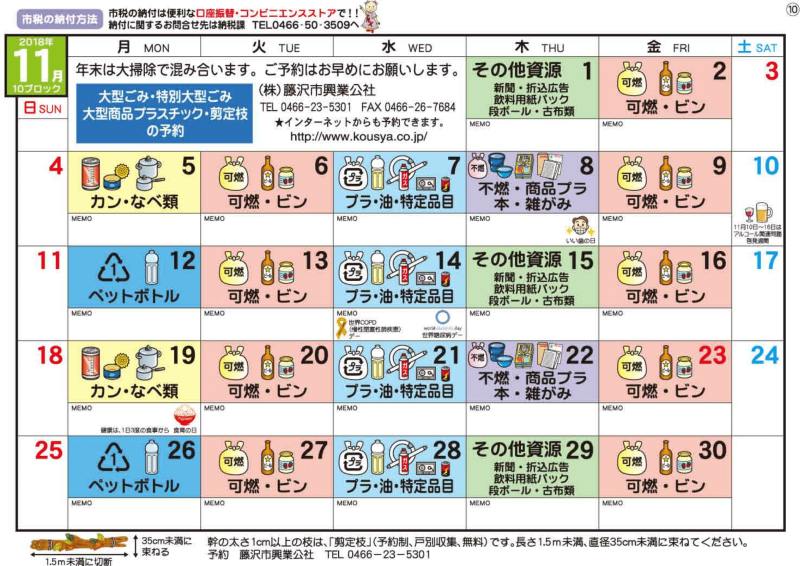 ⑩
市税の納付方法
市税の納付は便利な口座振替・コンビニエンスストアで!!
納付に関するお問合せ先は納税課 TEL0466-50-3509へ
2018年
11月
10ブロック
日 SUN
月 MON
火 TUE
水 WED
木 THU
金 FRI
土 SAT
年末は大掃除で混み合います。ご予約はお早めにお願いします。
大型ごみ・特別大型ごみ
大型商品プラスチック・剪定枝
の予約
(株)藤沢市興業公社
TEL 0466-23-5301 FAX 0466-26-7684
★インターネットからも予約できます。
http://www.kousya.co.jp/
その他資源 1
新聞・折込広告
飲料用紙パック
段ボール・古布類
MEMO
可燃
2
可燃・ビン
MEMO
3
4
5
カン・なべ類
MEMO
可燃
6
可燃・ビン
MEMO
プラ
7
プラ・油・特定品目
MEMO
不燃
8
不燃・商品プラ
本・雑がみ
MEMO
いい歯の日
可燃
9
可燃・ビン
MEMO
10
11月10日~16日は
アルコール関連問題
啓発週間
11
1
12
ペットボトル
MEMO
可燃
13
可燃・ビン
MEMO
プラ
14
プラ・油・特定品目
MEMO
世界COPD
(慢性閉塞性肺疾患)
デー
world diabetes day
世界糖尿病デー
その他資源 15
新聞・折込広告
飲料用紙パック
段ボール・古布類
MEMO
可燃
16
可燃・ビン
MEMO
17
18
19
カン・なべ類
MEMO
健康は、1日3度の食事から 食育の日
可燃
20
可燃・ビン
MEMO
プラ
21
プラ・油・特定品目
MEMO
不燃
22
不燃・商品プラ
本・雑がみ
MEMO
可燃
23
可燃・ビン
MEMO
24
25
1
26
ペットボトル
MEMO
可燃
27
可燃・ビン
MEMO
プラ
28
プラ・油・特定品目
MEMO
その他資源 29
新聞・折込広告
飲料用紙パック
段ボール・古布類
MEMO
可燃
30
可燃・ビン
MEMO
35cm未満に
束ねる
1.5m未満に切断
幹の太さ1cm以上の枝は、「剪定枝」(予約制、戸別収集、無料)です。長さ1.5m未満、直径35cm未満に束ねてください。
予約 藤沢市興業公社 TEL 0466-23-5301